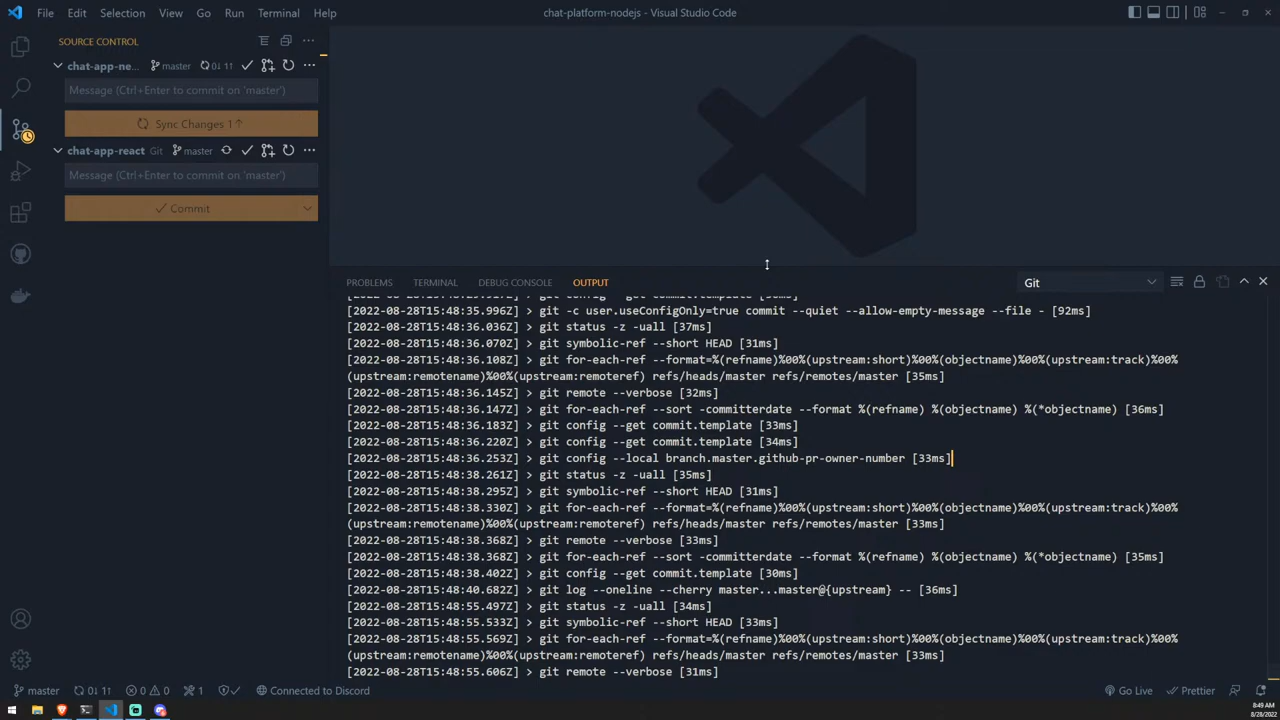 File Edit Selection View Go Run Terminal Help
chat-platform-nodejs - Visual Studio Code
SOURCE CONTROL
chat-app-ne... master 0↓ 1↑
Message (Ctrl+Enter to commit on 'master')
Sync Changes 1↑
chat-app-react Git master
Message (Ctrl+Enter to commit on 'master')
Commit
PROBLEMS TERMINAL DEBUG CONSOLE OUTPUT
Git
[2022-08-28T15:48:35.996Z] > git -c user.useConfigOnly=true commit --quiet --allow-empty-message --file - [92ms]
[2022-08-28T15:48:36.036Z] > git status -z -uall [37ms]
[2022-08-28T15:48:36.070Z] > git symbolic-ref --short HEAD [31ms]
[2022-08-28T15:48:36.108Z] > git for-each-ref --format=%(refname)%00%(upstream:short)%00%(objectname)%00%(upstream:track)%00%
(upstream:remotename)%00%(upstream:remoteref) refs/heads/master refs/remotes/master [35ms]
[2022-08-28T15:48:36.145Z] > git remote --verbose [32ms]
[2022-08-28T15:48:36.147Z] > git for-each-ref --sort -committerdate --format %(refname) %(objectname) %(*objectname) [36ms]
[2022-08-28T15:48:36.183Z] > git config --get commit.template [33ms]
[2022-08-28T15:48:36.220Z] > git config --get commit.template [34ms]
[2022-08-28T15:48:36.253Z] > git config --local branch.master.github-pr-owner-number [33ms]
[2022-08-28T15:48:38.261Z] > git status -z -uall [35ms]
[2022-08-28T15:48:38.295Z] > git symbolic-ref --short HEAD [31ms]
[2022-08-28T15:48:38.330Z] > git for-each-ref --format=%(refname)%00%(upstream:short)%00%(objectname)%00%(upstream:track)%00%
(upstream:remotename)%00%(upstream:remoteref) refs/heads/master refs/remotes/master [33ms]
[2022-08-28T15:48:38.368Z] > git remote --verbose [33ms]
[2022-08-28T15:48:38.368Z] > git for-each-ref --sort -committerdate --format %(refname) %(objectname) %(*objectname) [35ms]
[2022-08-28T15:48:38.402Z] > git config --get commit.template [30ms]
[2022-08-28T15:48:40.682Z] > git log --oneline --cherry master...master@{upstream} -- [36ms]
[2022-08-28T15:48:55.497Z] > git status -z -uall [34ms]
[2022-08-28T15:48:55.533Z] > git symbolic-ref --short HEAD [33ms]
[2022-08-28T15:48:55.569Z] > git for-each-ref --format=%(refname)%00%(upstream:short)%00%(objectname)%00%(upstream:track)%00%
(upstream:remotename)%00%(upstream:remoteref) refs/heads/master refs/remotes/master [33ms]
[2022-08-28T15:48:55.606Z] > git remote --verbose [31ms]
master 0↓ 1↑ 0 0 1 Connected to Discord Go Live Prettier
8:49 AM
8/28/2022